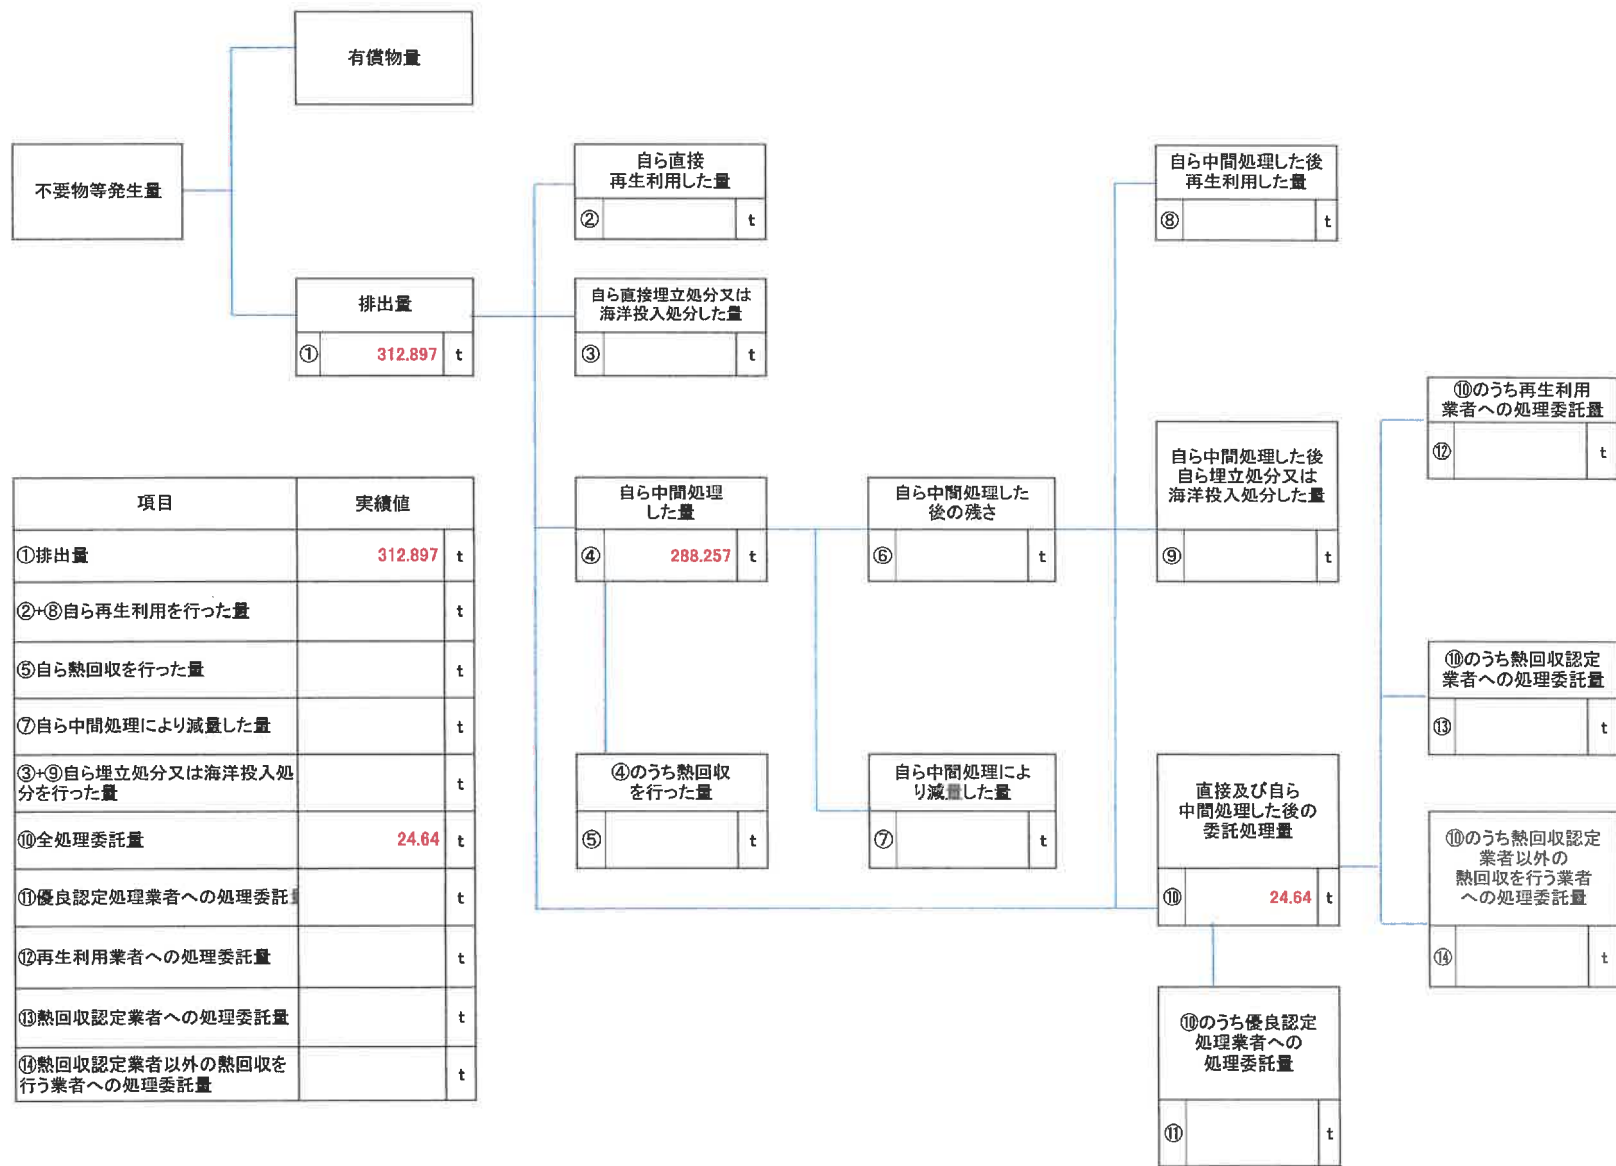 有償物量
不要物等発生量
排出量
① 312.897 t
自ら直接
再生利用した量
② t
自ら直接埋立処分又は
海洋投入処分した量
③ t
自ら中間処理
した量
④ 288.257 t
④のうち熱回収
を行った量
⑤ t
自ら中間処理した
後の残さ
⑥ t
自ら中間処理によ
り減量した量
⑦ t
自ら中間処理した後
再生利用した量
⑧ t
自ら中間処理した後
自ら埋立処分又は
海洋投入処分した量
⑨ t
直接及び自ら
中間処理した後の
委託処理量
⑩ 24.64 t
⑩のうち優良認定
処理業者への
処理委託量
⑪ t
⑩のうち再生利用
業者への処理委託量
⑫ t
⑩のうち熱回収認定
業者への処理委託量
⑬ t
⑩のうち熱回収認定
業者以外の
熱回収を行う業者
への処理委託量
⑭ t
項目 実績値
①排出量 312.897 t
②+⑧自ら再生利用を行った量 t
⑤自ら熱回収を行った量 t
⑦自ら中間処理により減量した量 t
③+⑨自ら埋立処分又は海洋投入処
分を行った量 t
⑩全処理委託量 24.64 t
⑪優良認定処理業者への処理委託 t
⑫再生利用業者への処理委託量 t
⑬熱回収認定業者への処理委託量 t
⑭熱回収認定業者以外の熱回収を
行う業者への処理委託量 t